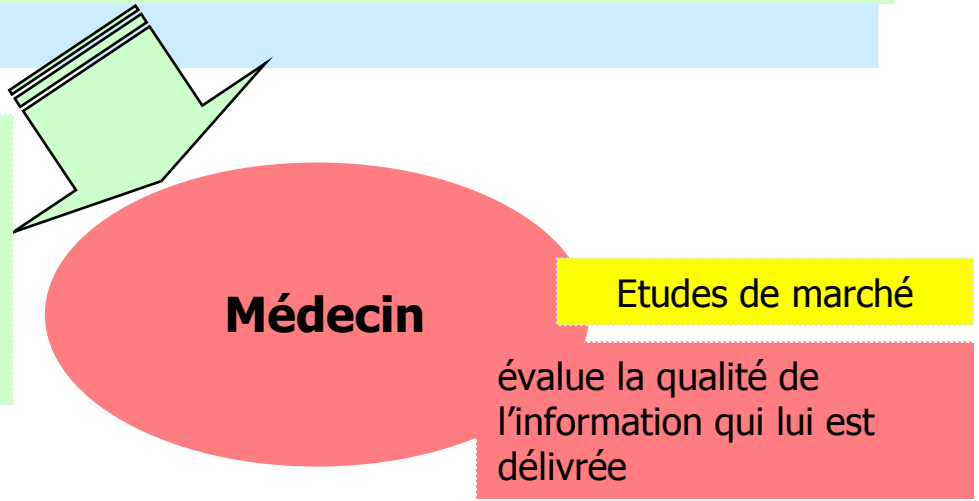 Etudes de marché
Médecin
évalue la qualité de
l’information qui lui est
délivrée